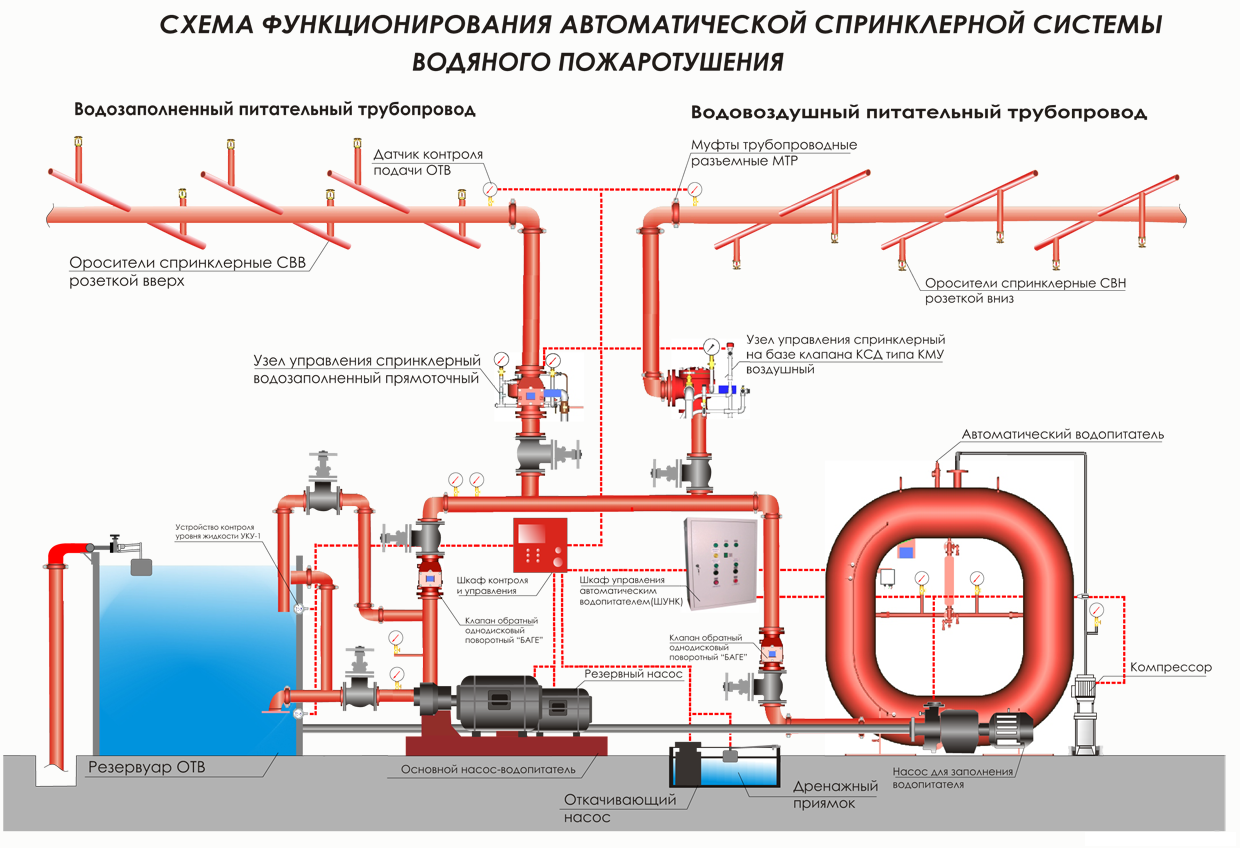 СХЕМА ФУНКЦИОНИРОВАНИЯ АВТОМАТИЧЕСКОЙ СПРИНКЛЕРНОЙ СИСТЕМЫ
ВОДЯНОГО ПОЖАРОТУШЕНИЯ
Водозаполненный питательный трубопровод
Водовоздушный питательный трубопровод
Датчик контроля
подачи ОТВ
Муфты трубопроводные
разъемные МТР
Оросители спринклерные СВВ
розеткой вверх
Оросители спринклерные СВН
розеткой вниз
Узел управления спринклерный
водозаполненный прямоточный
Узел управления спринклерный
на базе клапана КСД типа КМУ
воздушный
Автоматический водопитатель
Устройство контроля
уровня жидкости УКУ-1
Шкаф контроля
и управления
Шкаф управления
автоматическим
водопитателем(ШУНК)
Клапан обратный
однодисковый
поворотный "БАГЕ"
Клапан обратный
однодисковый
поворотный "БАГЕ"
Компрессор
Резервный насос
Резервуар ОТВ
Основной насос-водопитатель
Насос для заполнения
водопитателя
Откачивающий
насос
Дренажный
приямок